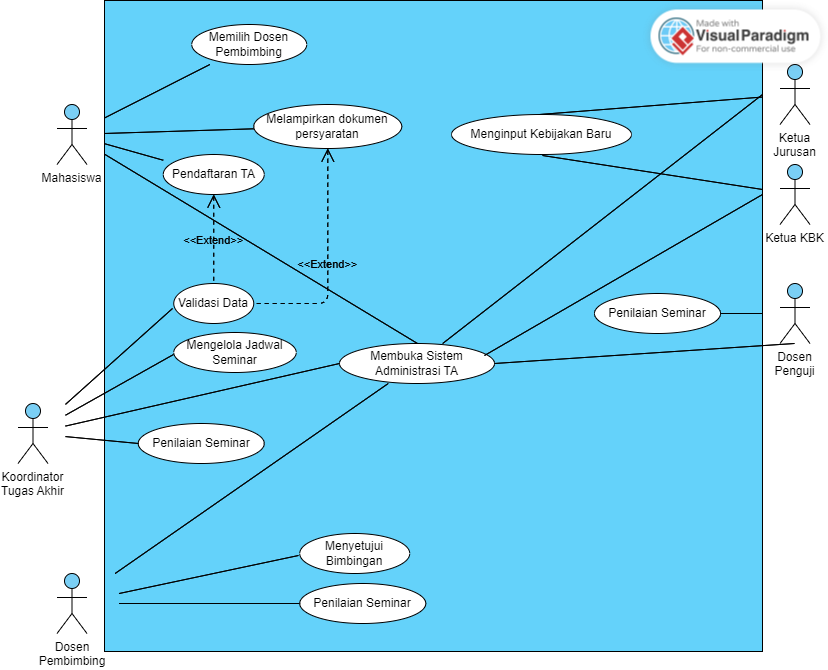 Made with
VisualParadigm
For non-commercial use
Memilih Dosen
Pembimbing
Melampirkan dokumen
persyaratan
Menginput Kebijakan Baru
Ketua
Jurusan
Mahasiswa
Pendaftaran TA
Ketua KBK
<<Extend>>
<<Extend>>
Validasi Data
Penilaian Seminar
Mengelola Jadwal
Seminar
Membuka Sistem
Administrasi TA
Dosen
Penguji
Penilaian Seminar
Koordinator
Tugas Akhir
Menyetujui
Bimbingan
Penilaian Seminar
Dosen
Pembimbing